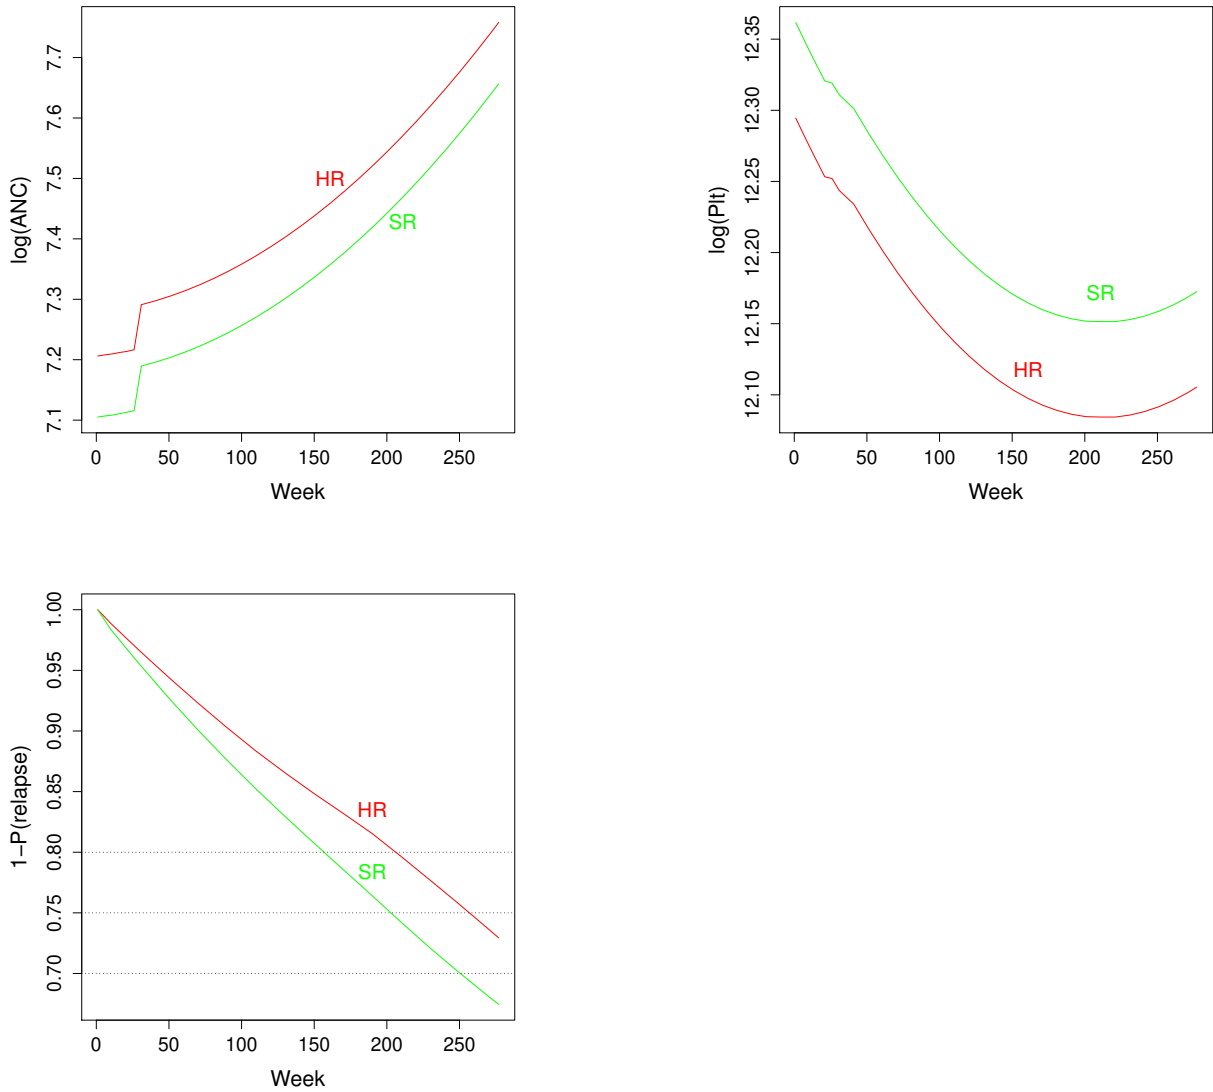 log(ANC)
7.7
7.6
7.5
7.4
7.3
7.2
7.1
HR
SR
0 50 100 150 200 250
Week
log(Plt)
12.35
12.30
12.25
12.20
12.15
12.10
SR
HR
0 50 100 150 200 250
Week
1−P(relapse)
1.00
0.95
0.90
0.85
0.80
0.75
0.70
HR
SR
0 50 100 150 200 250
Week